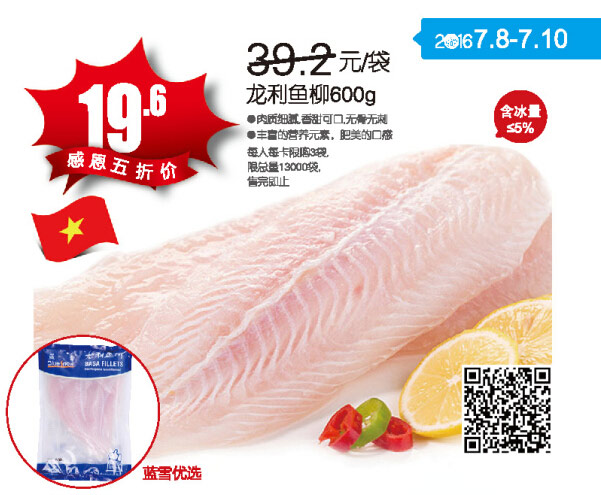 2016 7.8-7.10
39.2 元/袋
龙利鱼柳600g
●肉质细腻,香甜可口,无骨无刺
●丰富的营养元素，肥美的口感
每人每卡限购3袋,
限总量13000袋,
售完即止
19.6
感恩五折价
含冰量
≤5%
BASA FILLETS
蓝雪优选